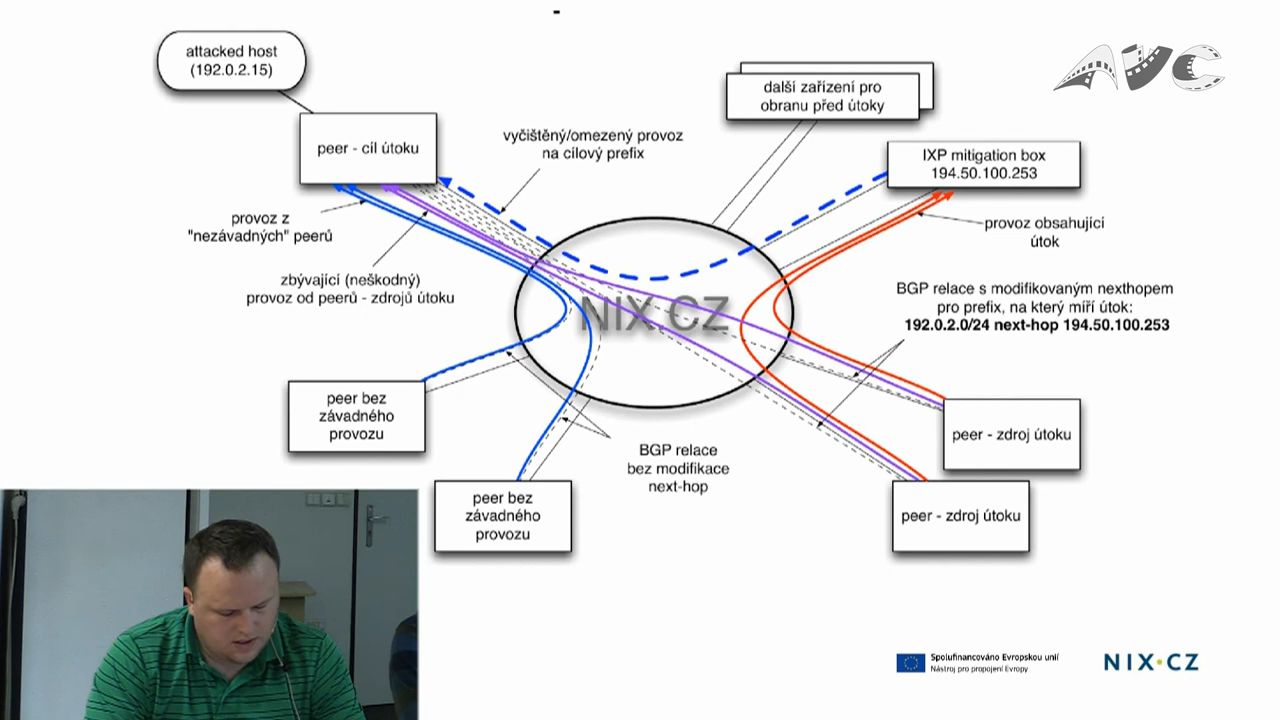 -
attacked host
(192.0.2.15)
AVC
další zařízení pro
obranu před útoky
peer - cíl útoku
vyčištěný/omezený provoz
na cílový prefix
IXP mitigation box
194.50.100.253
provoz z
"nezávadných" peerů
provoz obsahující
útok
zbývající (neškodný)
provoz od peerů - zdrojů útoku
BGP relace s modifikovaným nexthopem
pro prefix, na který míří útok:
192.0.2.0/24 next-hop 194.50.100.253
NIX.CZ
peer bez
závadného
provozu
peer - zdroj útoku
BGP relace
bez modifikace
next-hop
peer bez
závadného
provozu
peer - zdroj útoku
Spolufinancováno Evropskou unií
Nástroj pro propojení Evropy
NIX•CZ